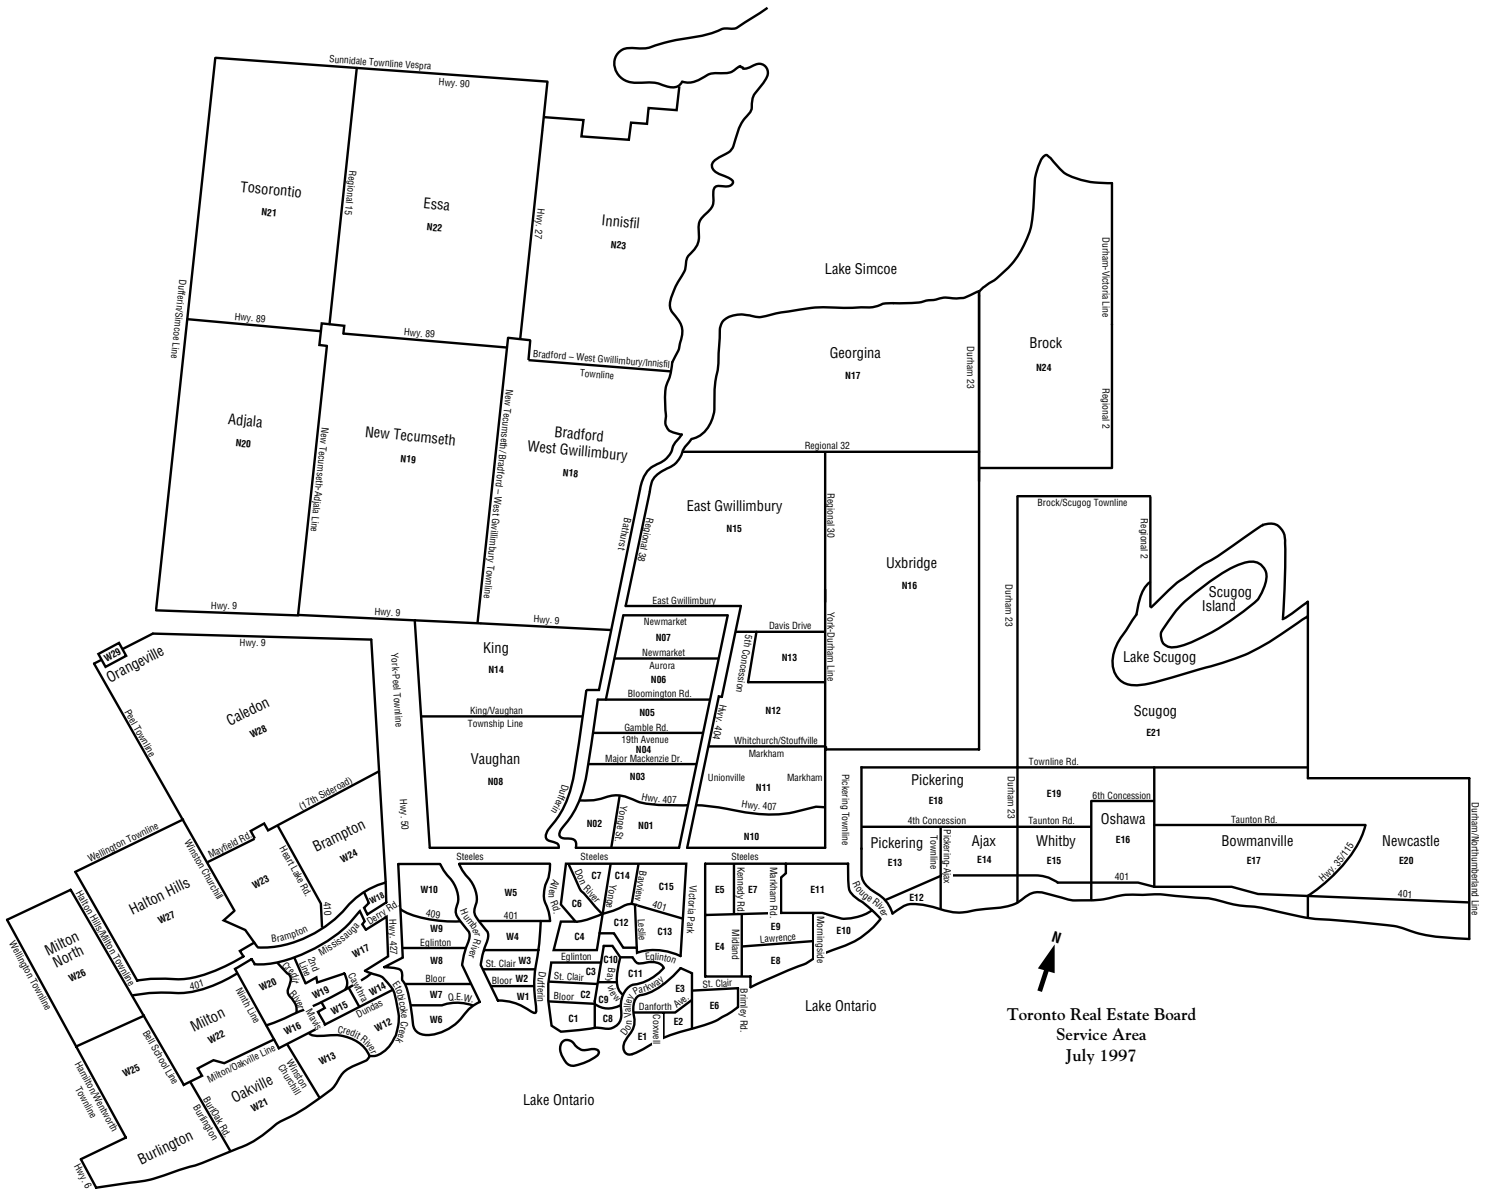 Sunnidale Townline Vespra
Hwy. 90
Tosorontio
N21
Regional 15
Essa
N22
Hwy. 27
Innisfil
N23
Lake Simcoe
Dufferin/Simcoe Line
Hwy. 89
Hwy. 89
Bradford – West Gwillimbury/Innisfil
Townline
Georgina
N17
Durham 23
Brock
N24
Durham-Victoria Line
Regional 2
Adjala
N20
New Tecumseth-Adjala Line
New Tecumseth
N19
New Tecumseth / Bradford – West Gwillimbury Townline
Bradford
West Gwillimbury
N18
Bathurst
Regional 38
Regional 32
East Gwillimbury
N15
Regional 30
Uxbridge
N16
Durham 23
Brock/Scugog Townline
Regional 2
Scugog
Island
Lake Scugog
Scugog
E21
Hwy. 9
Hwy. 9
Hwy. 9
Hwy. 9
East Gwillimbury
Newmarket
N07
Newmarket
Aurora
N06
Bloomington Rd.
N05
Gamble Rd.
19th Avenue
N04
Major Mackenzie Dr.
N03
Hwy. 407
N02
Yonge St.
N01
Davis Drive
5th Concession
N13
York-Durham Line
N12
Hwy. 404
Whitchurch/Stouffville
Markham
Unionville
Markham
N11
Hwy. 407
N10
W29
Orangeville
Peel Townline
Caledon
W28
York-Peel Townline
King
N14
King/Vaughan
Township Line
Vaughan
N08
Dufferin
Hwy. 50
(17th Sideroad)
Mayfield Rd.
Brampton
W24
Heart Lake Rd.
W23
410
Wellington Townline
Winston Churchill
Halton Hills
W27
Halton Hills/Milton Townline
Milton
North
W26
Wellington Townline
Brampton
Mississauga
W18
Derry Rd.
W17
Hwy. 427
401
Milton
W22
Ninth Line
W20
Credit
River
2nd
Line
W19
Mavis
W15
Cawthra
W14
Dundas
W16
W12
Credit River
W13
Etobicoke Creek
Bell School Line
W25
Hamilton/Wentworth
Townline
Milton/Oakville Line
Oakville
W21
Winston
Churchill
Burl/Oak Rd.
Burlington
Burlington
Hwy. 6
Steeles
Steeles
Steeles
W10
409
W9
Eglinton
W8
Bloor
W7
Q.E.W.
W6
Humber River
W5
401
W4
St. Clair
W3
Bloor
W2
W1
Allen Rd.
Dufferin
C7
Don River
C6
C14
Yonge
Bayview
C15
401
C12
Leslie
C13
C4
Eglinton
C10
Eglinton
C3
St. Clair
Bayview
C11
Parkway
Bloor
C2
C9
C1
C8
Don Valley
Danforth Ave.
E3
E1
Coxwell
E2
Victoria Park
E5
Kennedy Rd.
E7
Markham Rd.
E11
Rouge River
E4
Midland
E9
Lawrence
E8
Morningside
E10
St. Clair
E6
Brimley Rd.
Pickering Townline
Townline Rd.
Pickering
E18
Durham 23
E19
6th Concession
4th Concession
Taunton Rd.
Taunton Rd.
Pickering
E13
Pickering-Ajax
Townline
Ajax
E14
Whitby
E15
Oshawa
E16
Bowmanville
E17
Hwy. 35/115
Newcastle
E20
Durham/Northumberland Line
E12
401
401
N
Lake Ontario
Lake Ontario
Toronto Real Estate Board
Service Area
July 1997